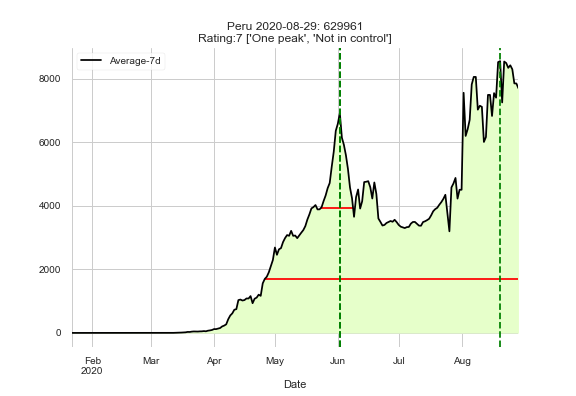 Peru 2020-08-29: 629961
Rating:7 ['One peak', 'Not in control']
Average-7d
8000
6000
4000
2000
0
Feb
2020
Mar
Apr
May
Jun
Jul
Aug
Date